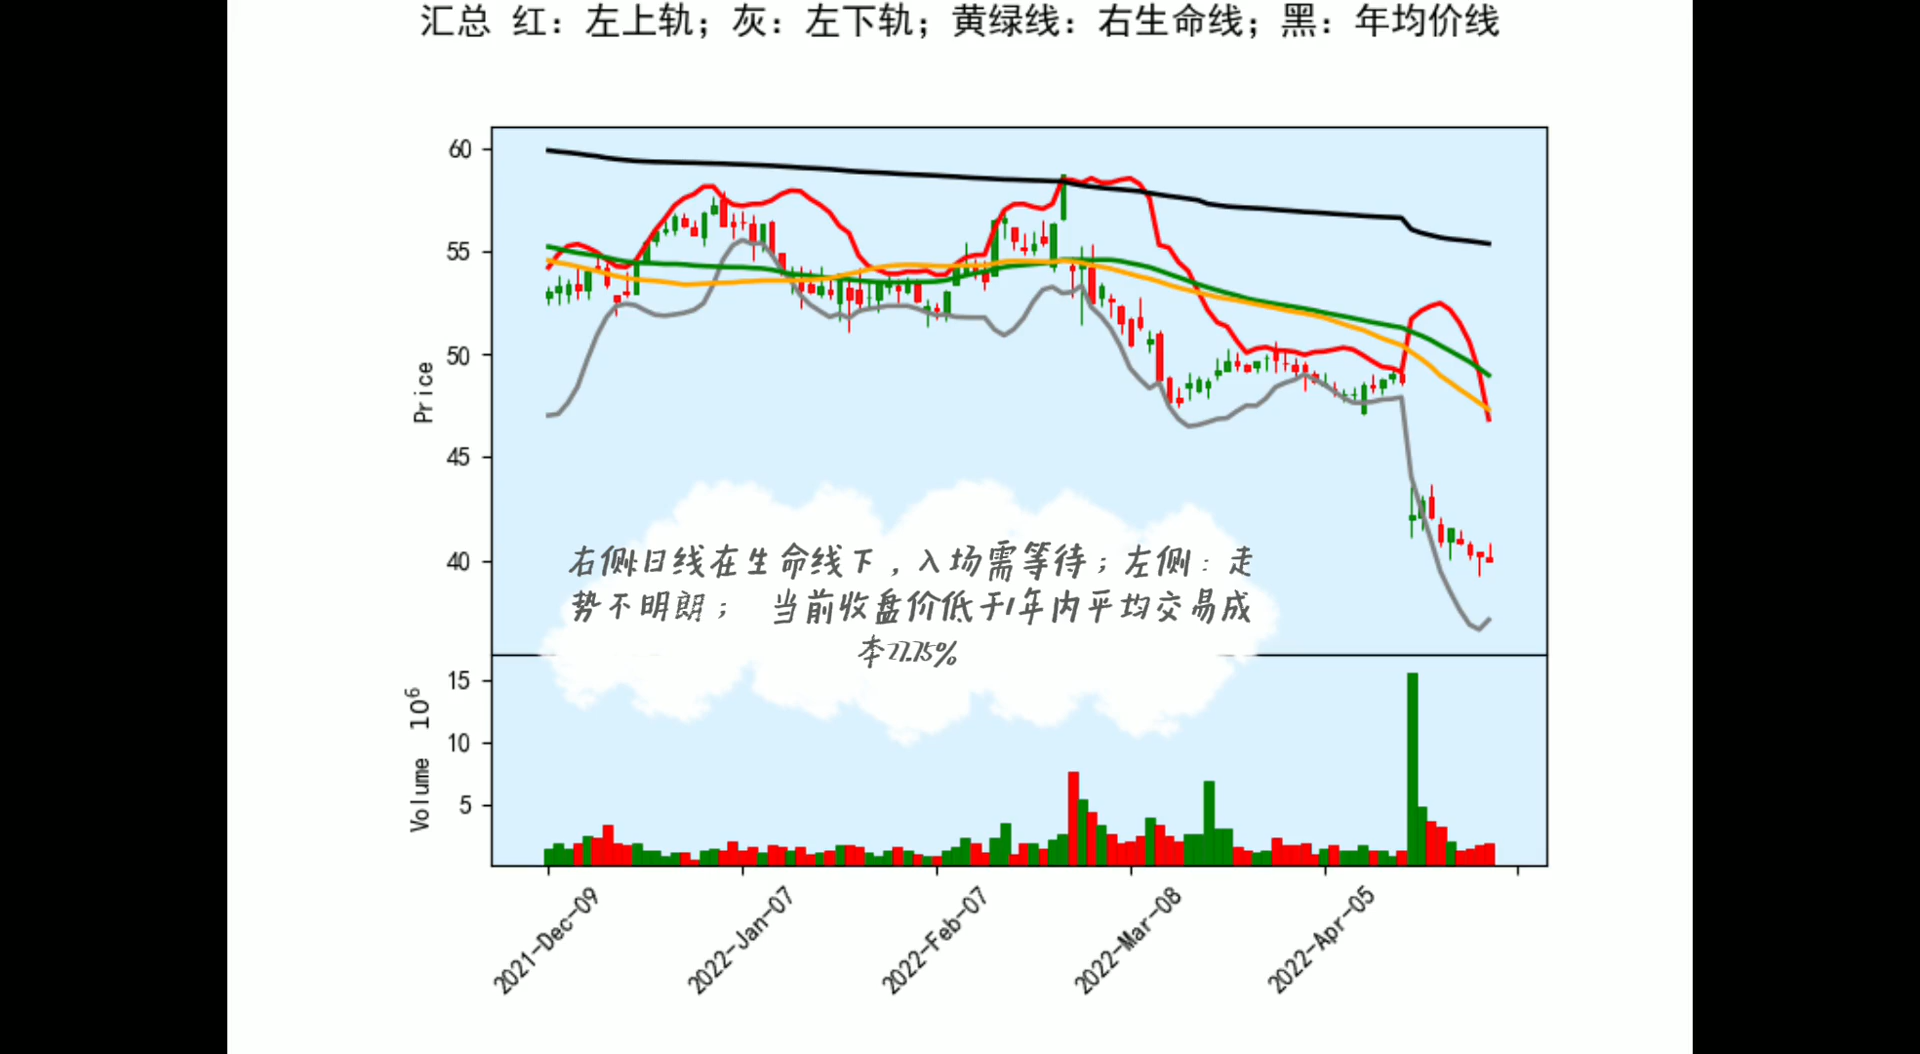 汇总 红：左上轨；灰：左下轨；黄绿线：右生命线；黑：年均价线
60
55
50
45
40
Price
右侧:日线在生命线下，入场需等待；左侧：走
势不明朗； 当前收盘价低于1年内平均交易成
本27.75%
15
10
5
Volume 10⁶
2021-Dec-09
2022-Jan-07
2022-Feb-07
2022-Mar-08
2022-Apr-05